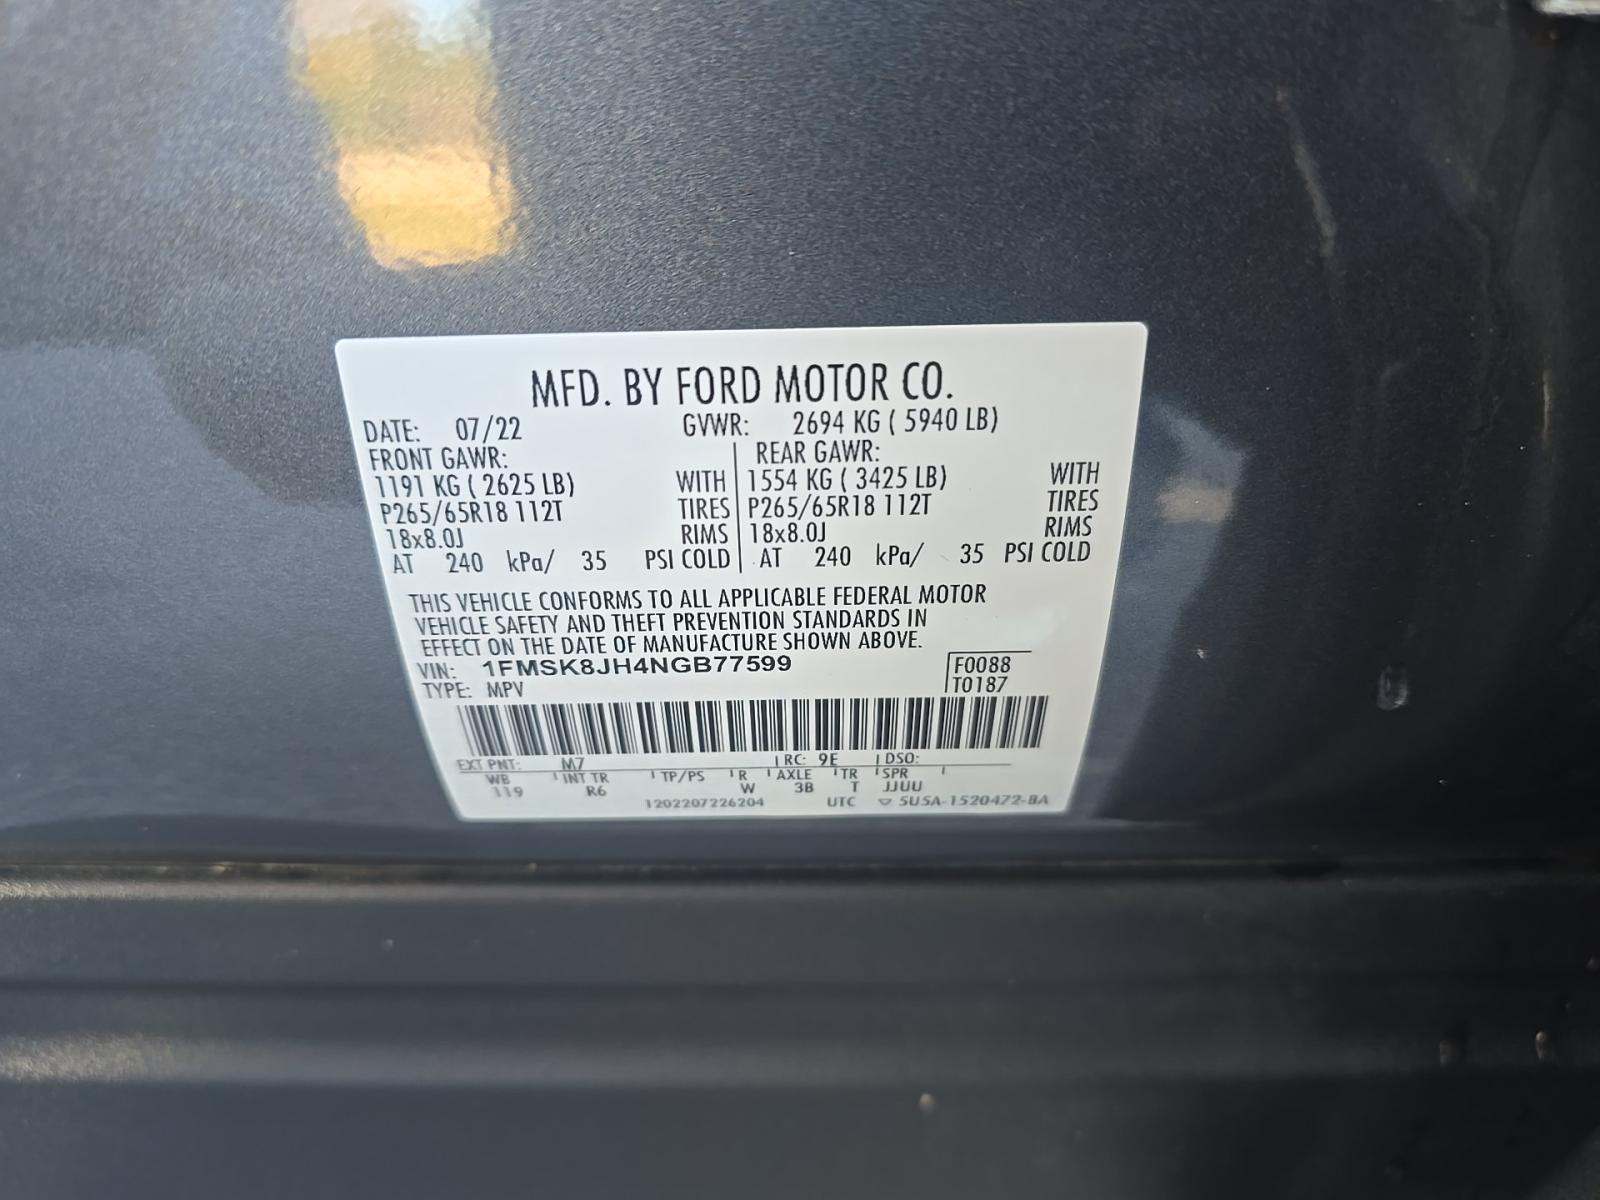 MFD. BY FORD MOTOR CO.
DATE: 07/22 GVWR: 2694 KG ( 5940 LB)
FRONT GAWR: REAR GAWR:
1191 KG ( 2625 LB) WITH 1554 KG ( 3425 LB) WITH
P265/65R18 112T TIRES P265/65R18 112T TIRES
18x8.0J RIMS 18x8.0J RIMS
AT 240 kPa/ 35 PSI COLD AT 240 kPa/ 35 PSI COLD
THIS VEHICLE CONFORMS TO ALL APPLICABLE FEDERAL MOTOR
VEHICLE SAFETY AND THEFT PREVENTION STANDARDS IN
EFFECT ON THE DATE OF MANUFACTURE SHOWN ABOVE.
VIN: 1FMSK8JH4NGB77599 F0088
TYPE: MPV T0187
EXT PNT: M7 RC: 9E DSO:
WB INT TR TP/PS R AXLE TR SPR
119 R6 W 3B T JJUU
1202207226204 UTC ▽ 5U5A-1520472-BA